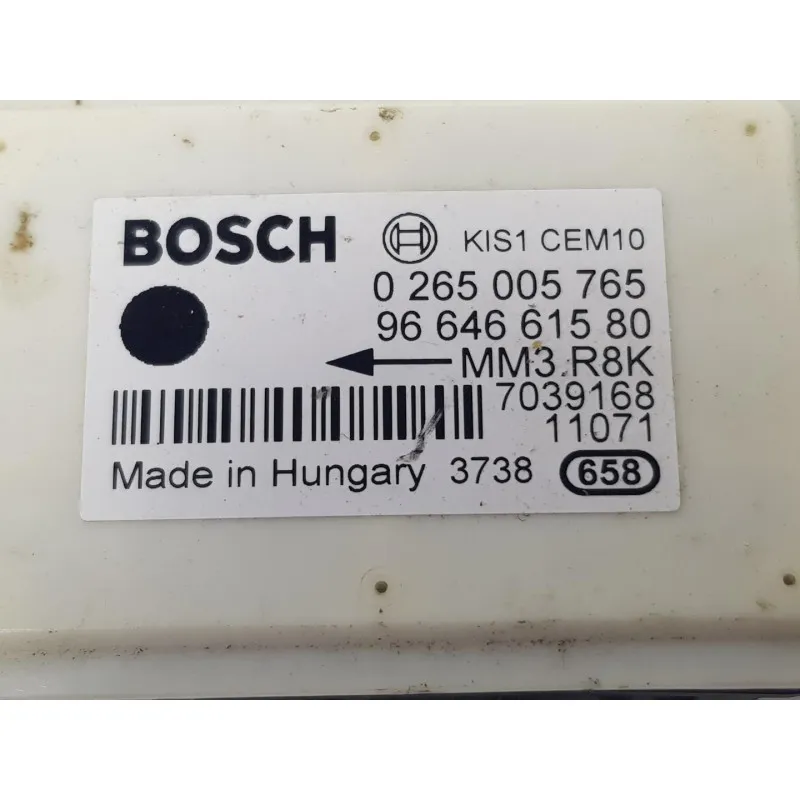 BOSCH KIS1 CEM10
0 265 005 765
96 646 615 80
MM3.R8K
7039168
11071
Made in Hungary 3738 658